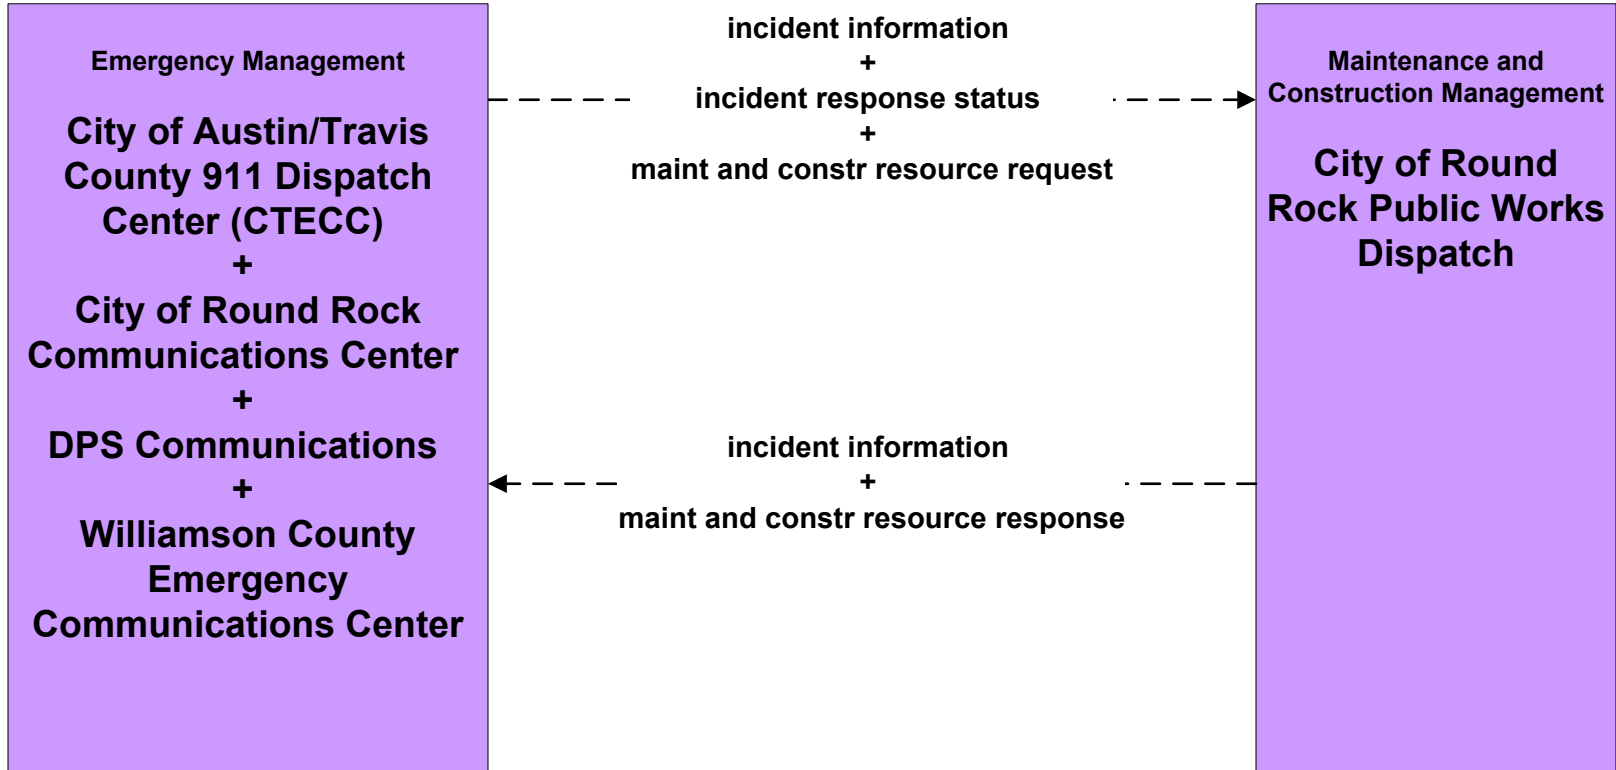 Emergency Management
City of Austin/Travis
County 911 Dispatch
Center (CTECC)
+
City of Round Rock
Communications Center
+
DPS Communications
+
Williamson County
Emergency
Communications Center
incident information
+
incident response status
+
maint and constr resource request
incident information
+
maint and constr resource response
Maintenance and
Construction Management
City of Round
Rock Public Works
Dispatch